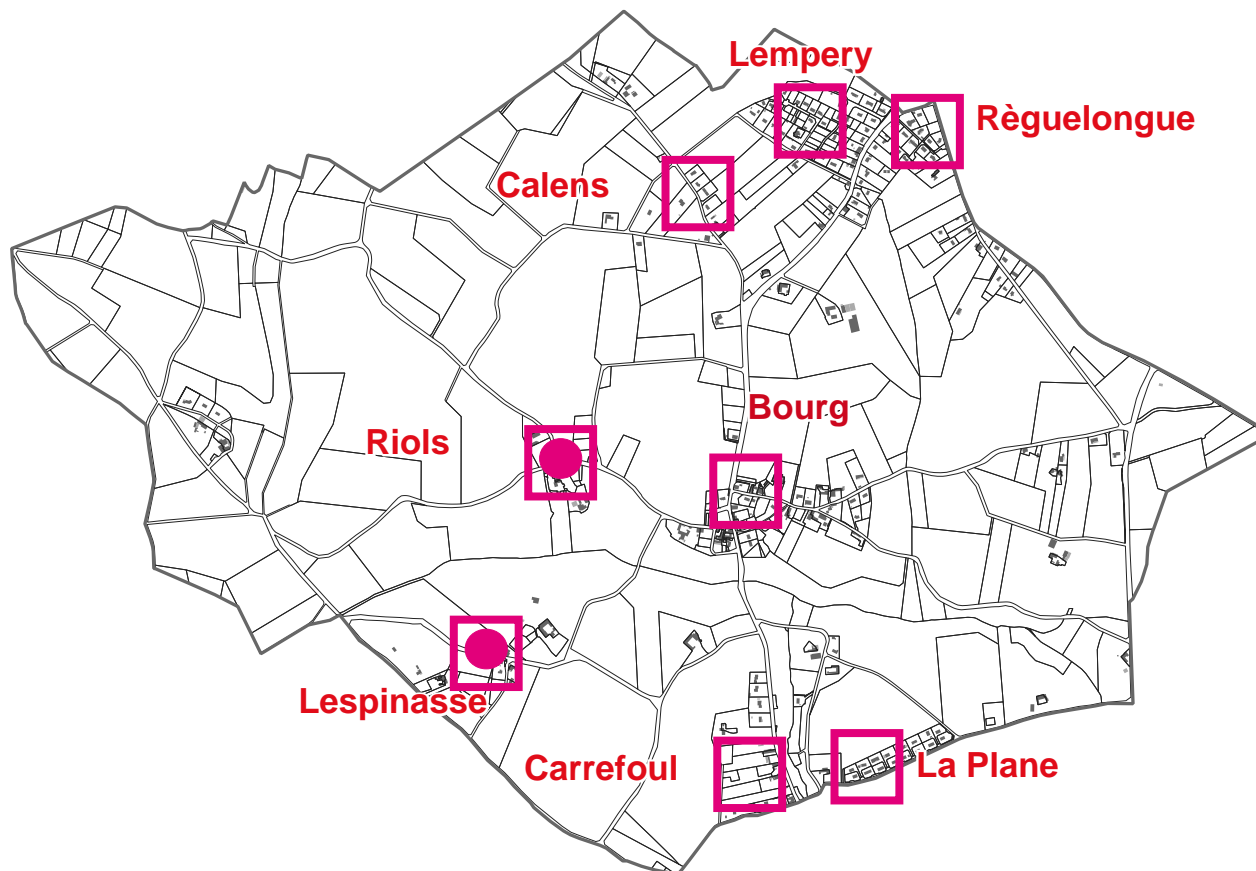 Lempery
Règuelongue
Calens
Bourg
Riols
Lespinasse
Carrefoul
La Plane